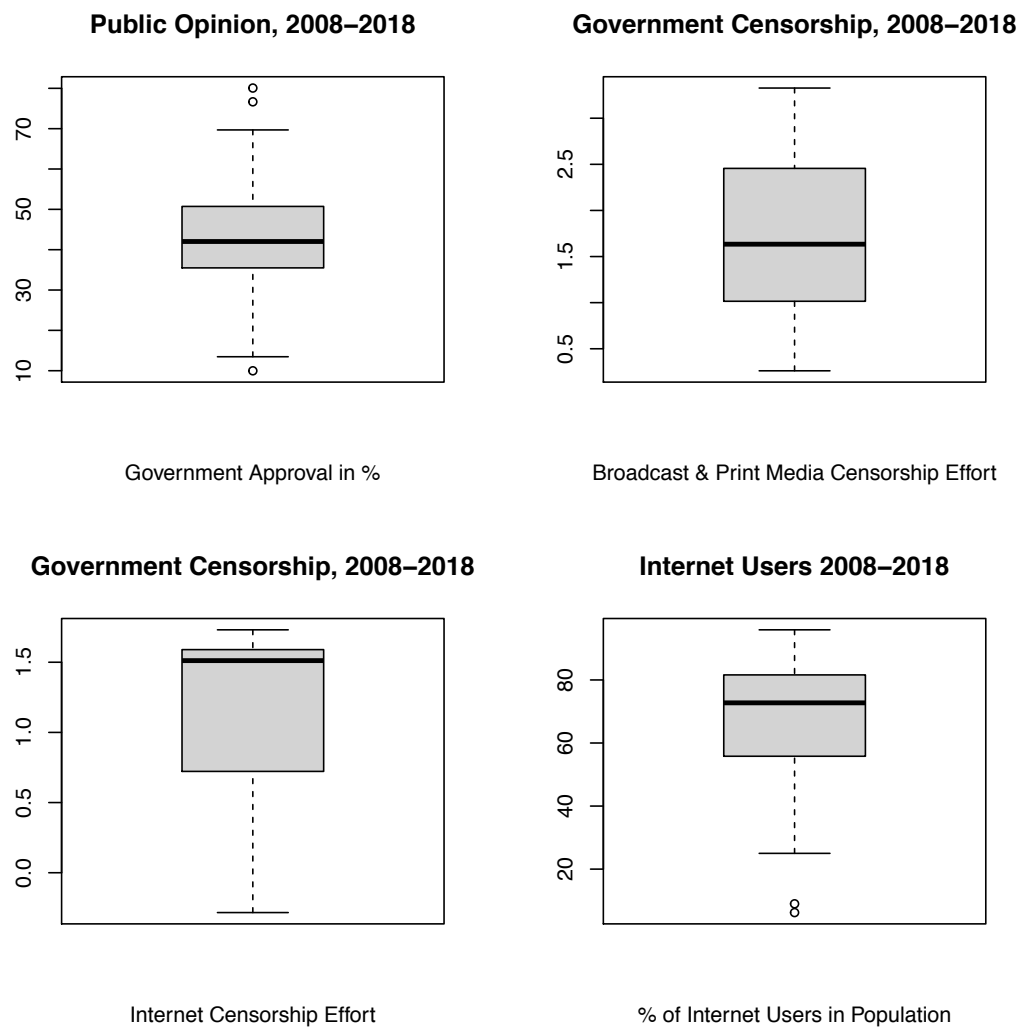 Public Opinion, 2008–2018
70
50
30
10
Government Approval in %
Government Censorship, 2008–2018
2.5
1.5
0.5
Broadcast & Print Media Censorship Effort
Government Censorship, 2008–2018
1.5
1.0
0.5
0.0
Internet Censorship Effort
Internet Users 2008–2018
80
60
40
20
% of Internet Users in Population